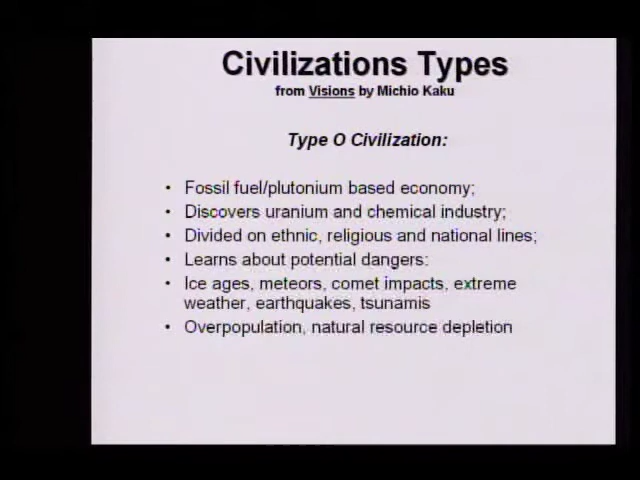 Civilizations Types
from Visions by Michio Kaku
Type O Civilization:
• Fossil fuel/plutonium based economy;
• Discovers uranium and chemical industry;
• Divided on ethnic, religious and national lines;
• Learns about potential dangers:
• Ice ages, meteors, comet impacts, extreme
weather, earthquakes, tsunamis
• Overpopulation, natural resource depletion